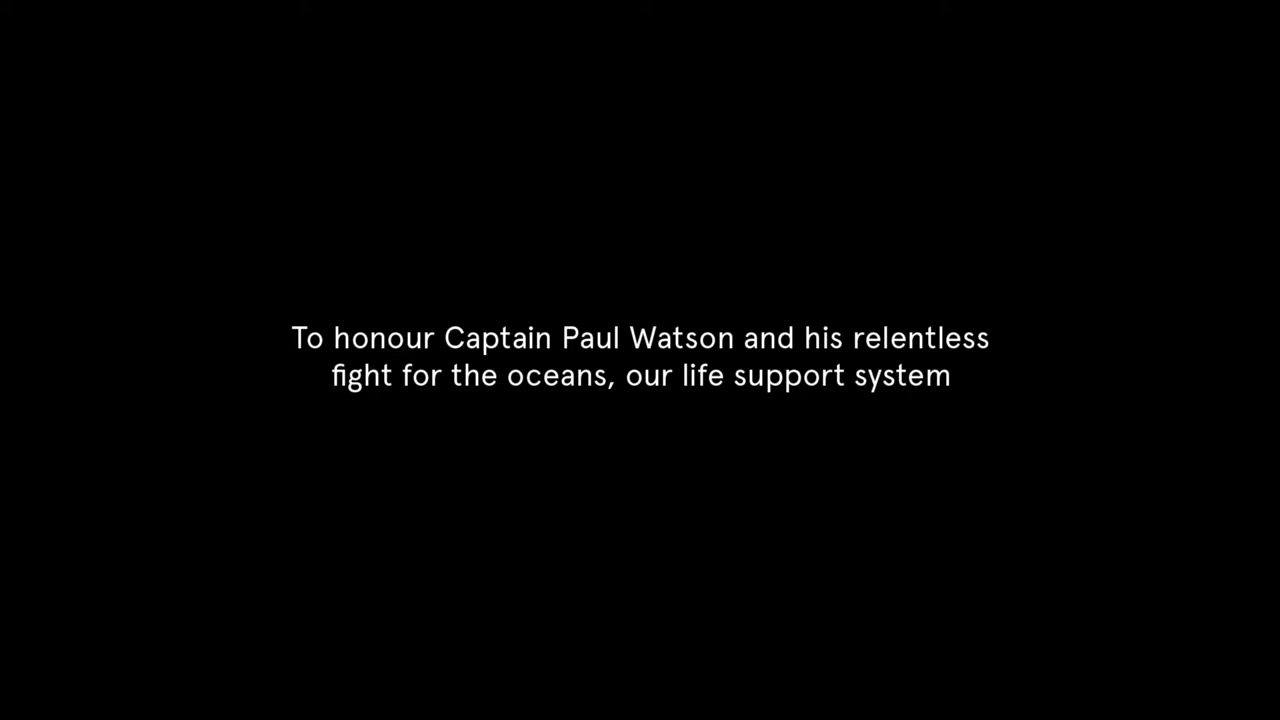 To honour Captain Paul Watson and his relentless
fight for the oceans, our life support system